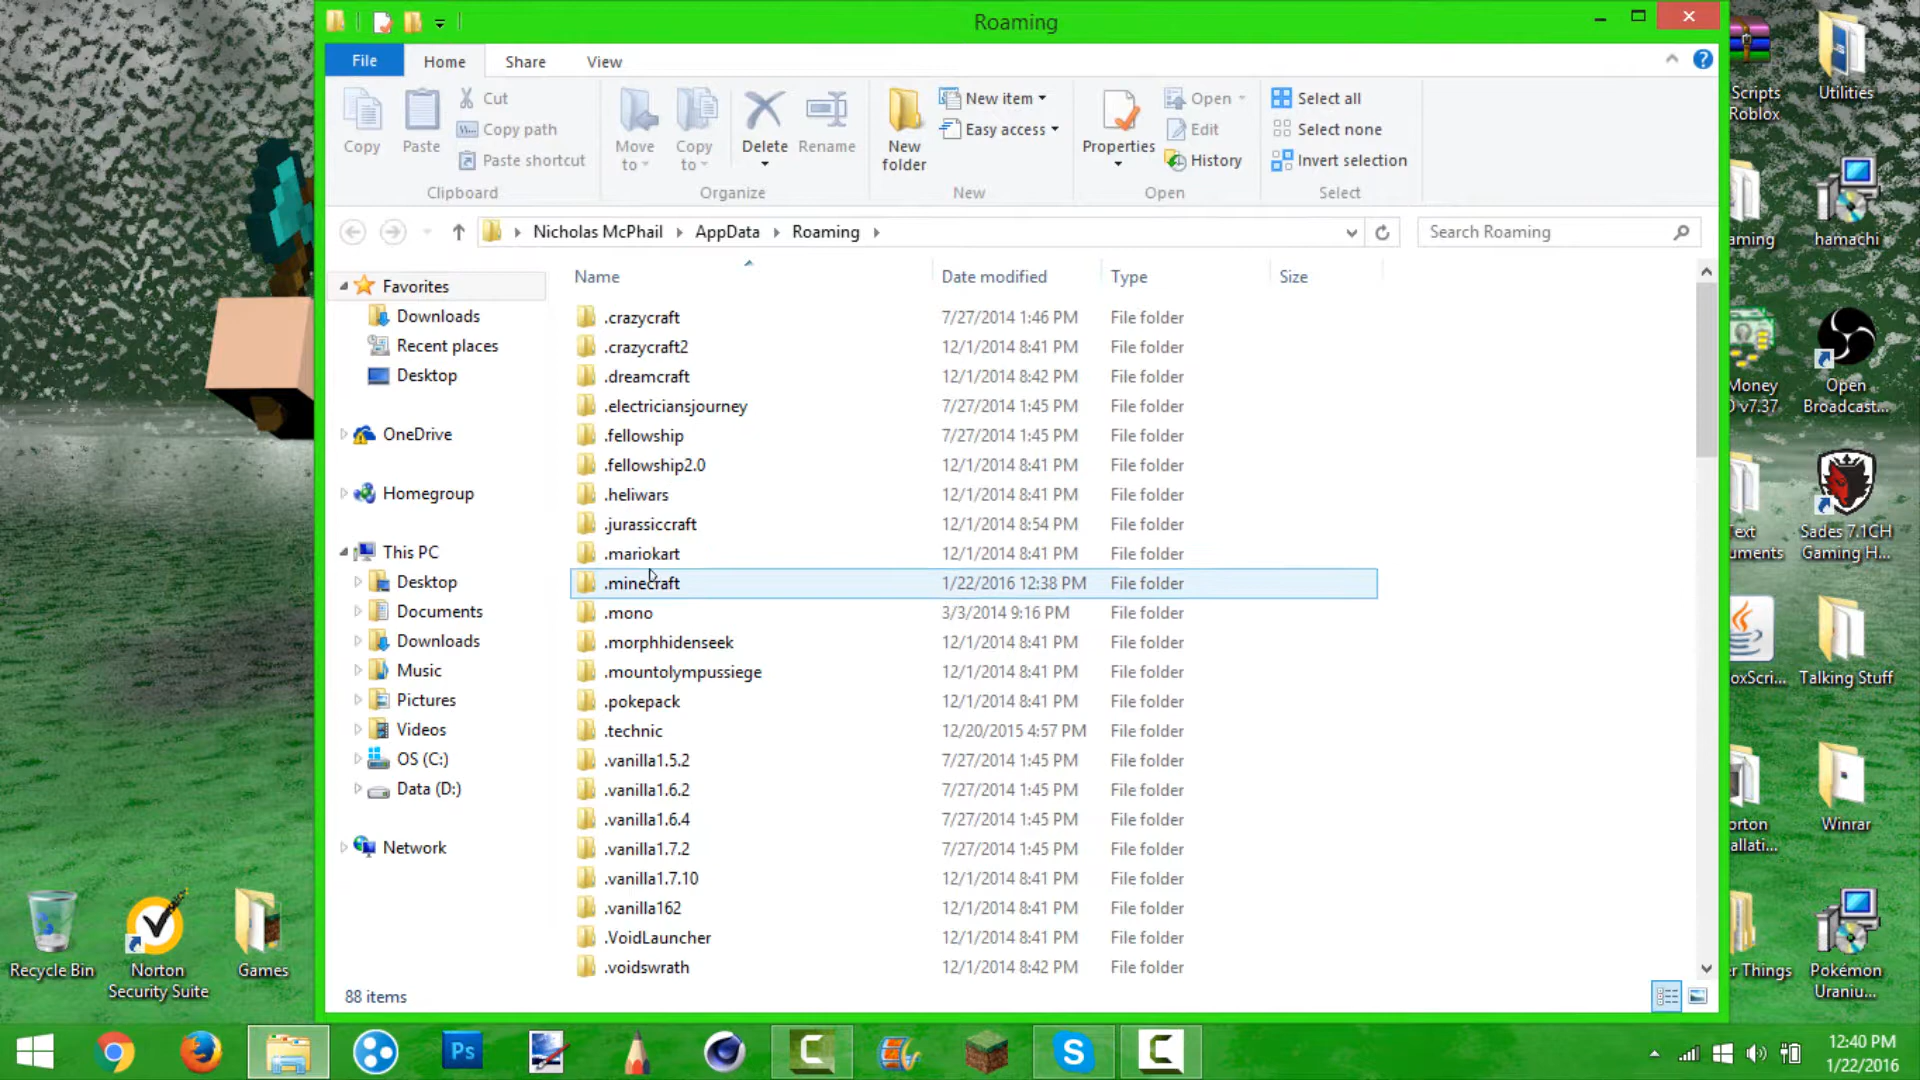 Roaming
File Home Share View
Copy
Paste
Cut
Copy path
Paste shortcut
Clipboard
Move to
Copy to
Delete
Rename
Organize
New folder
New item
Easy access
New
Properties
Open
Edit
History
Open
Select all
Select none
Invert selection
Select
Nicholas McPhail AppData Roaming
Search Roaming
Favorites
Downloads
Recent places
Desktop
OneDrive
Homegroup
This PC
Desktop
Documents
Downloads
Music
Pictures
Videos
OS (C:)
Data (D:)
Network
Name Date modified Type Size
.crazycraft 7/27/2014 1:46 PM File folder
.crazycraft2 12/1/2014 8:41 PM File folder
.dreamcraft 12/1/2014 8:42 PM File folder
.electriciansjourney 7/27/2014 1:45 PM File folder
.fellowship 7/27/2014 1:45 PM File folder
.fellowship2.0 12/1/2014 8:41 PM File folder
.heliwars 12/1/2014 8:41 PM File folder
.jurassiccraft 12/1/2014 8:54 PM File folder
.mariokart 12/1/2014 8:41 PM File folder
.minecraft 1/22/2016 12:38 PM File folder
.mono 3/3/2014 9:16 PM File folder
.morphhidenseek 12/1/2014 8:41 PM File folder
.mountolympussiege 12/1/2014 8:41 PM File folder
.pokepack 12/1/2014 8:41 PM File folder
.technic 12/20/2015 4:57 PM File folder
.vanilla1.5.2 7/27/2014 1:45 PM File folder
.vanilla1.6.2 7/27/2014 1:45 PM File folder
.vanilla1.6.4 7/27/2014 1:45 PM File folder
.vanilla1.7.2 7/27/2014 1:45 PM File folder
.vanilla1.7.10 12/1/2014 8:41 PM File folder
.vanilla162 12/1/2014 8:41 PM File folder
.VoidLauncher 12/1/2014 8:41 PM File folder
.voidswrath 12/1/2014 8:42 PM File folder
88 items
Scripts
Roblox
Utilities
hamachi
Money
v7.37
Open
Broadcast...
Sades 7.1CH
Gaming H...
Talking Stuff
Winrar
Things
Pokémon
Uraniu...
Recycle Bin
Norton
Security Suite
Games
Ps
12:40 PM
1/22/2016